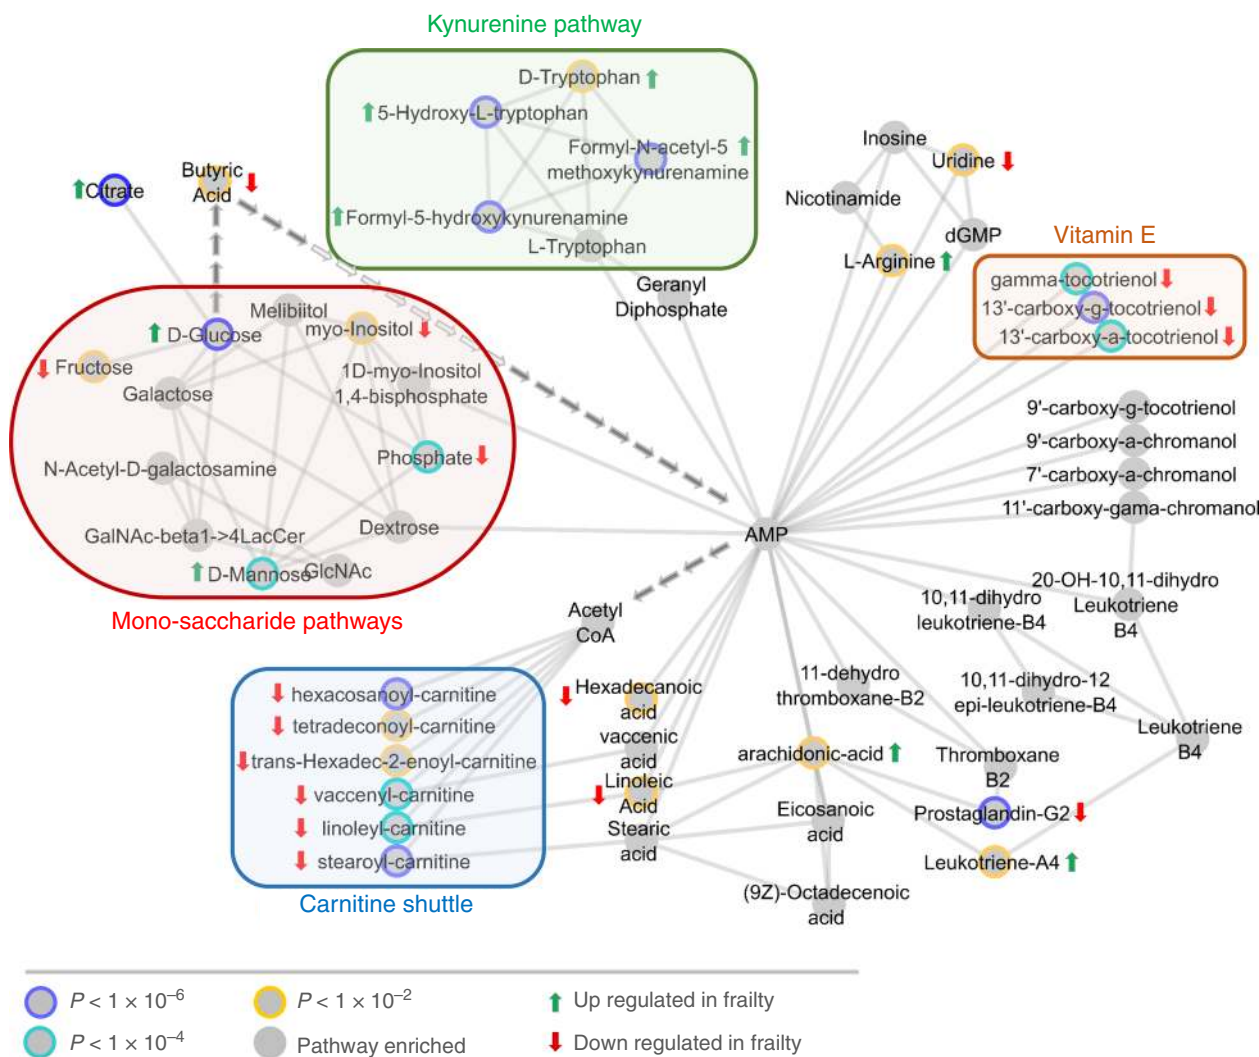 Kynurenine pathway
D-Tryptophan
5-Hydroxy-L-tryptophan
Formyl-N-acetyl-5
methoxykynurenamine
Formyl-5-hydroxykynurenamine
L-Tryptophan
Citrate
Butyric
Acid
Inosine
Uridine
Nicotinamide
dGMP
L-Arginine
Geranyl
Diphosphate
Vitamin E
gamma-tocotrienol
13'-carboxy-g-tocotrienol
13'-carboxy-a-tocotrienol
Melibiitol
D-Glucose
myo-Inositol
Fructose
Galactose
1D-myo-Inositol
1,4-bisphosphate
Phosphate
N-Acetyl-D-galactosamine
GalNAc-beta1->4LacCer
Dextrose
D-Mannose
GlcNAc
Mono-saccharide pathways
9'-carboxy-g-tocotrienol
9'-carboxy-a-chromanol
7'-carboxy-a-chromanol
11'-carboxy-gama-chromanol
AMP
Acetyl
CoA
10,11-dihydro
leukotriene-B4
20-OH-10,11-dihydro
Leukotriene
B4
hexacosanoyl-carnitine
tetradeconoyl-carnitine
trans-Hexadec-2-enoyl-carnitine
vaccenyl-carnitine
linoleyl-carnitine
stearoyl-carnitine
Carnitine shuttle
Hexadecanoic
acid
vaccenic
acid
Linoleic
Acid
Stearic
acid
11-dehydro
thromboxane-B2
10,11-dihydro-12
epi-leukotriene-B4
Leukotriene
B4
arachidonic-acid
Thromboxane
B2
Eicosanoic
acid
Prostaglandin-G2
Leukotriene-A4
(9Z)-Octadecenoic
acid
P < 1 × 10⁻⁶
P < 1 × 10⁻²
Up regulated in frailty
P < 1 × 10⁻⁴
Pathway enriched
Down regulated in frailty